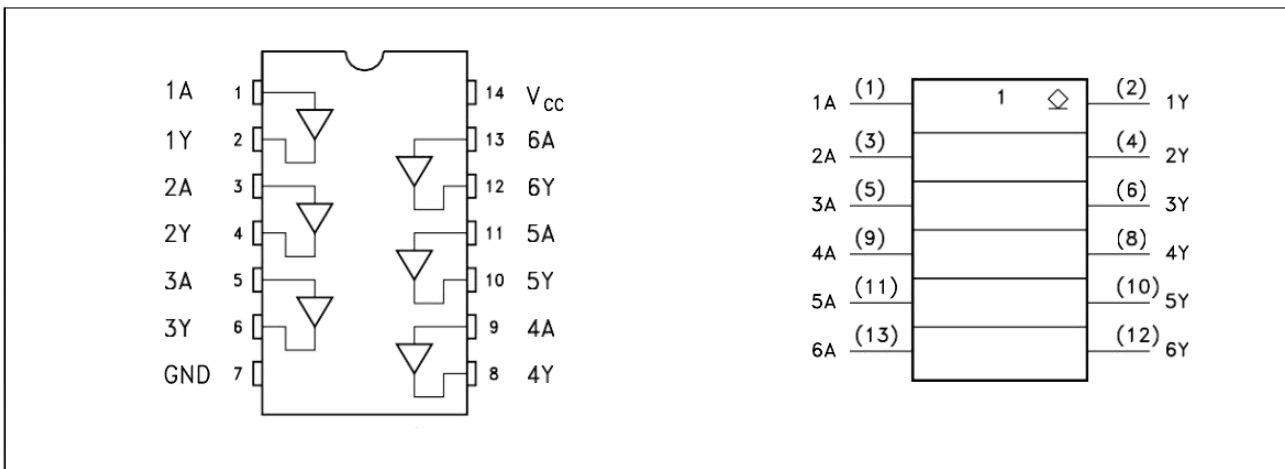 1A 1 14 VCC
1Y 2 13 6A
2A 3 12 6Y
2Y 4 11 5A
3A 5 10 5Y
3Y 6 9 4A
GND 7 8 4Y
1
1A (1) (2) 1Y
2A (3) (4) 2Y
3A (5) (6) 3Y
4A (9) (8) 4Y
5A (11) (10) 5Y
6A (13) (12) 6Y